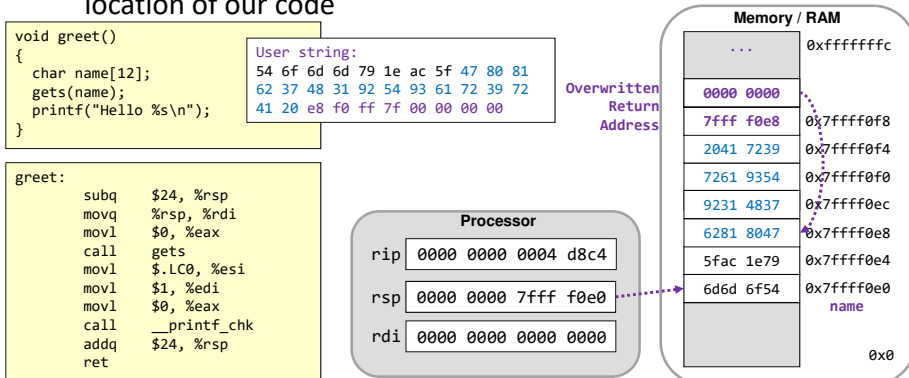 location of our code
void greet()
{
char name[12];
gets(name);
printf("Hello %s\n");
}
User string:
54 6f 6d 6d 79 1e ac 5f 47 80 81
62 37 48 31 92 54 93 61 72 39 72
41 20 e8 f0 ff 7f 00 00 00 00
greet:
subq $24, %rsp
movq %rsp, %rdi
movl $0, %eax
call gets
movl $.LC0, %esi
movl $1, %edi
movl $0, %eax
call __printf_chk
addq $24, %rsp
ret
Processor
rip 0000 0000 0004 d8c4
rsp 0000 0000 7fff f0e0
rdi 0000 0000 0000 0000
Memory / RAM
... 0xfffffffc
Overwritten
Return
Address
0000 0000
7fff f0e8 0x7ffff0f8
2041 7239 0x7ffff0f4
7261 9354 0x7ffff0f0
9231 4837 0x7ffff0ec
6281 8047 0x7ffff0e8
5fac 1e79 0x7ffff0e4
6d6d 6f54 0x7ffff0e0
name
0x0